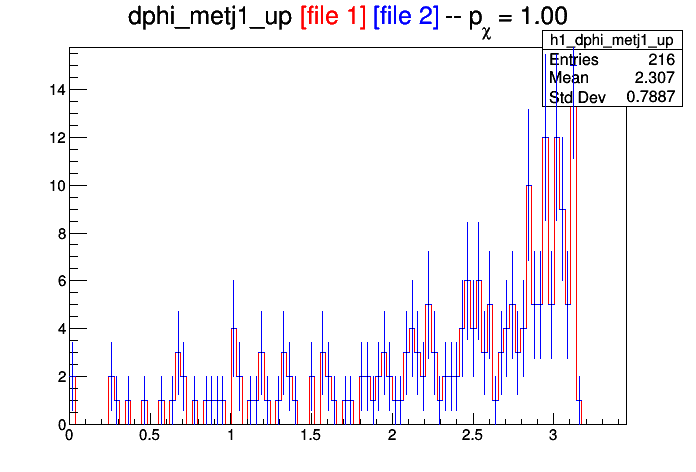 dphi_metj1_up [file 1] [file 2] -- pχ = 1.00
h1_dphi_metj1_up
Entries 216
Mean 2.307
Std Dev 0.7887
14
12
10
8
6
4
2
0
0 0.5 1 1.5 2 2.5 3